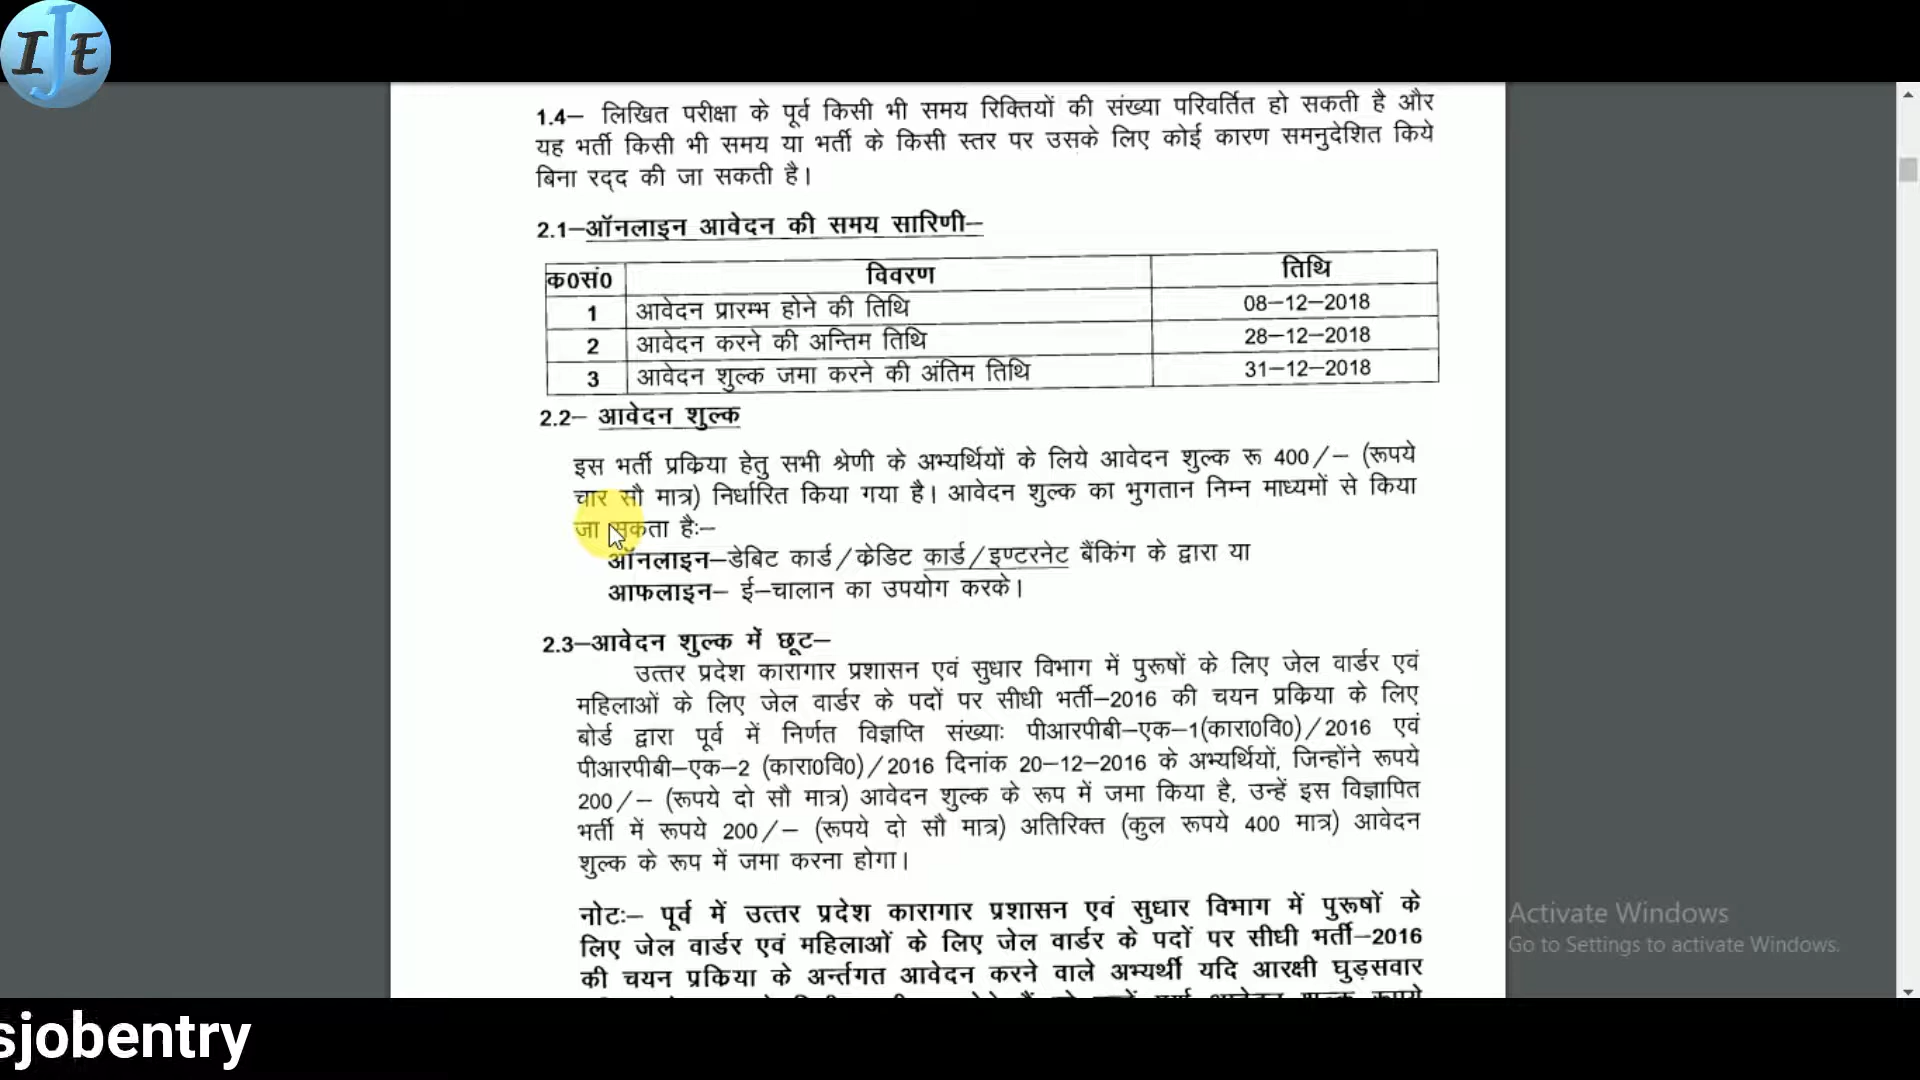 IJE
1.4– लिखित परीक्षा के पूर्व किसी भी समय रिक्तियों की संख्या परिवर्तित हो सकती है और
यह भर्ती किसी भी समय या भर्ती के किसी स्तर पर उसके लिए कोई कारण समनुदेशित किये
बिना रद्द की जा सकती है।
2.1–ऑनलाइन आवेदन की समय सारिणी–
क0सं0 विवरण तिथि
1 आवेदन प्रारम्भ होने की तिथि 08–12–2018
2 आवेदन करने की अन्तिम तिथि 28–12–2018
3 आवेदन शुल्क जमा करने की अंतिम तिथि 31–12–2018
2.2– आवेदन शुल्क
इस भर्ती प्रक्रिया हेतु सभी श्रेणी के अभ्यर्थियों के लिये आवेदन शुल्क रू 400/– (रूपये
चार सौ मात्र) निर्धारित किया गया है। आवेदन शुल्क का भुगतान निम्न माध्यमों से किया
जा सकता हैः–
ऑनलाइन–डेबिट कार्ड/क्रेडिट कार्ड/इण्टरनेट बैंकिंग के द्वारा या
आफलाइन– ई–चालान का उपयोग करके।
2.3–आवेदन शुल्क में छूट–
उत्तर प्रदेश कारागार प्रशासन एवं सुधार विभाग में पुरूषों के लिए जेल वार्डर एवं
महिलाओं के लिए जेल वार्डर के पदों पर सीधी भर्ती–2016 की चयन प्रक्रिया के लिए
बोर्ड द्वारा पूर्व में निर्णत विज्ञप्ति संख्याः पीआरपीबी–एक–1(कारा0वि0)/2016 एवं
पीआरपीबी–एक–2 (कारा0वि0)/2016 दिनांक 20–12–2016 के अभ्यर्थियों, जिन्होंने रूपये
200/– (रूपये दो सौ मात्र) आवेदन शुल्क के रूप में जमा किया है, उन्हें इस विज्ञापित
भर्ती में रूपये 200/– (रूपये दो सौ मात्र) अतिरिक्त (कुल रूपये 400 मात्र) आवेदन
शुल्क के रूप में जमा करना होगा।
नोटः– पूर्व में उत्तर प्रदेश कारागार प्रशासन एवं सुधार विभाग में पुरूषों के
लिए जेल वार्डर एवं महिलाओं के लिए जेल वार्डर के पदों पर सीधी भर्ती–2016
की चयन प्रक्रिया के अर्न्तगत आवेदन करने वाले अभ्यर्थी यदि आरक्षी घुड़सवार
Activate Windows
Go to Settings to activate Windows.
sjobentry